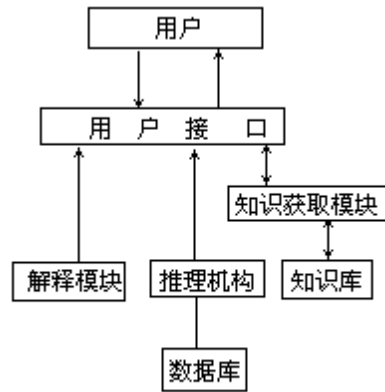 用户
用 户 接 口
知识获取模块
解释模块
推理机构
知识库
数据库